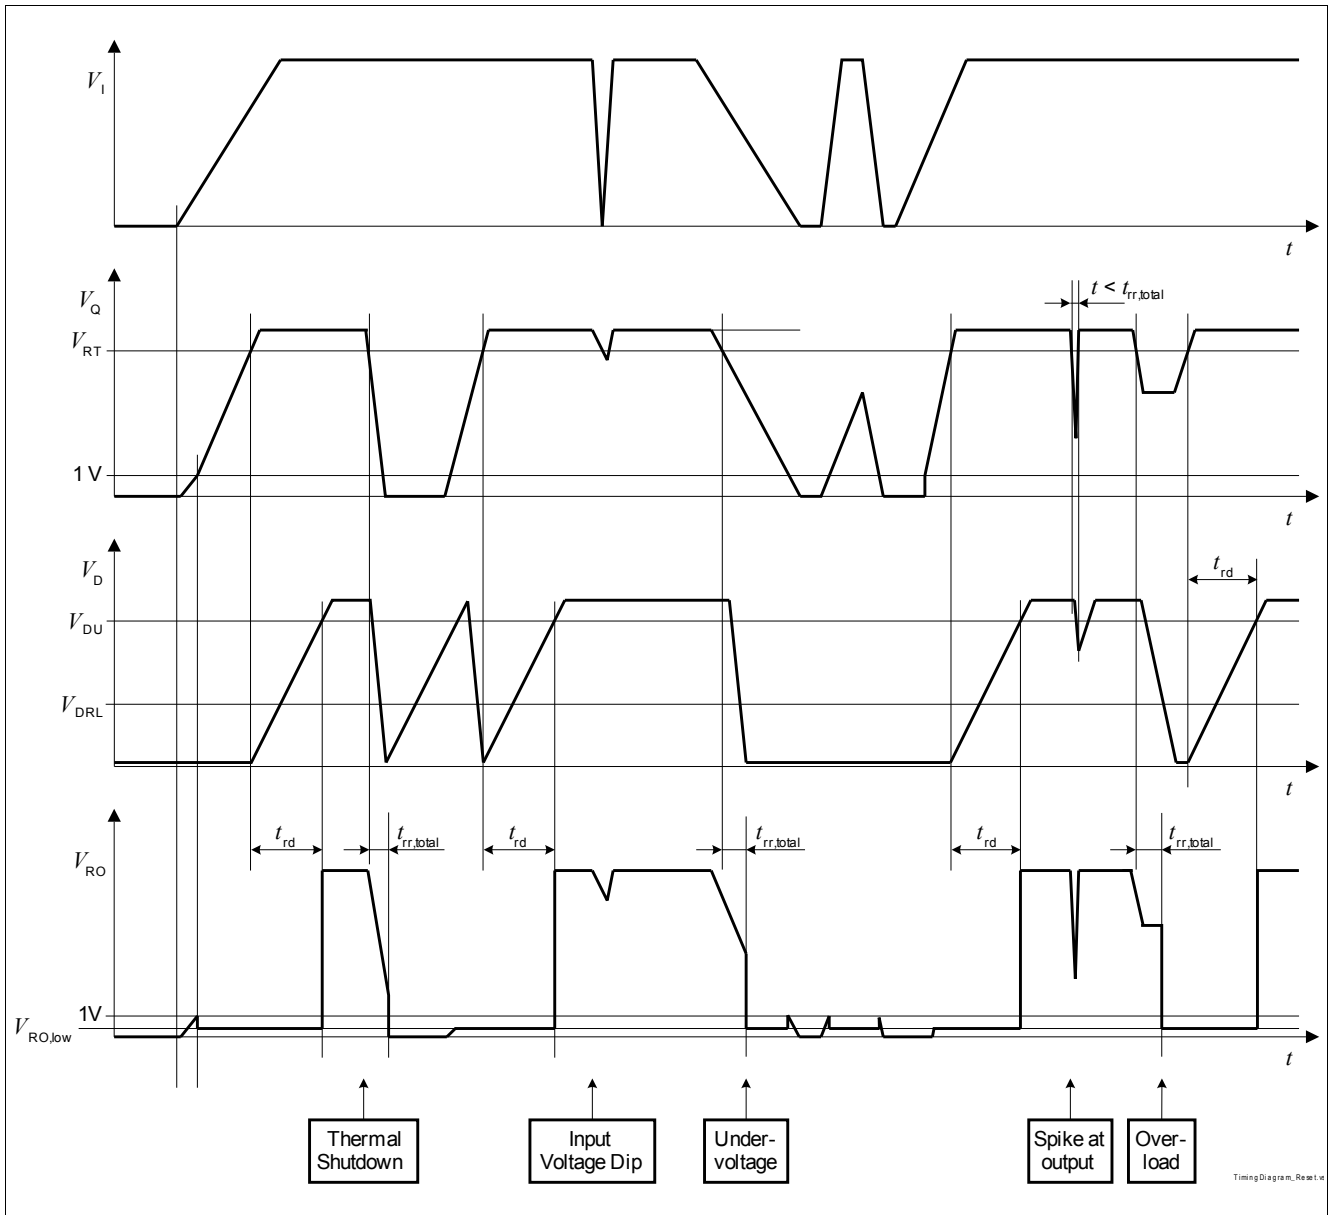 V_I
t
V_Q
t < t_rr,total
V_RT
1 V
t
V_D
t_rd
V_DU
V_DRL
t
t_rd
t_rr,total
t_rd
t_rr,total
t_rd
t_rr,total
V_RO
1V
V_RO,low
t
Thermal
Shutdown
Input
Voltage Dip
Under-
voltage
Spike at
output
Over-
load
TimingDiagram_Reset.vs